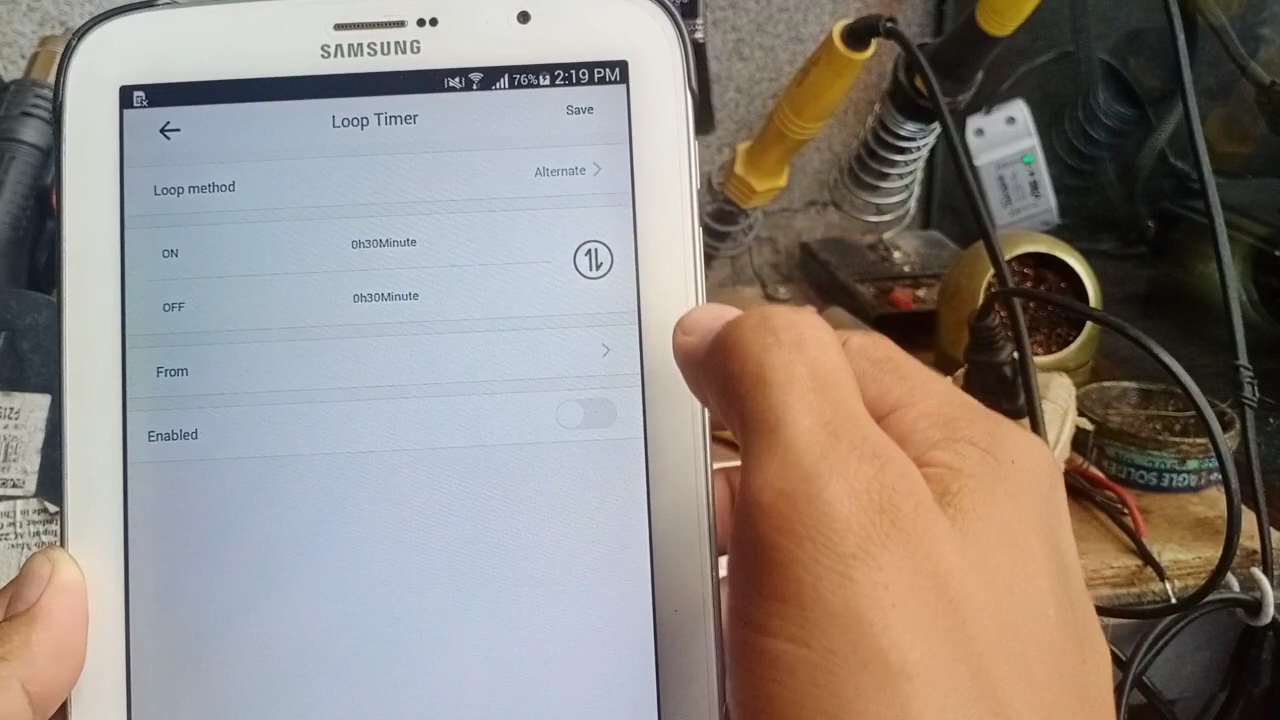 SAMSUNG
76% 2:19 PM
Loop Timer
Save
Loop method
Alternate
ON
0h30Minute
OFF
0h30Minute
From
Enabled